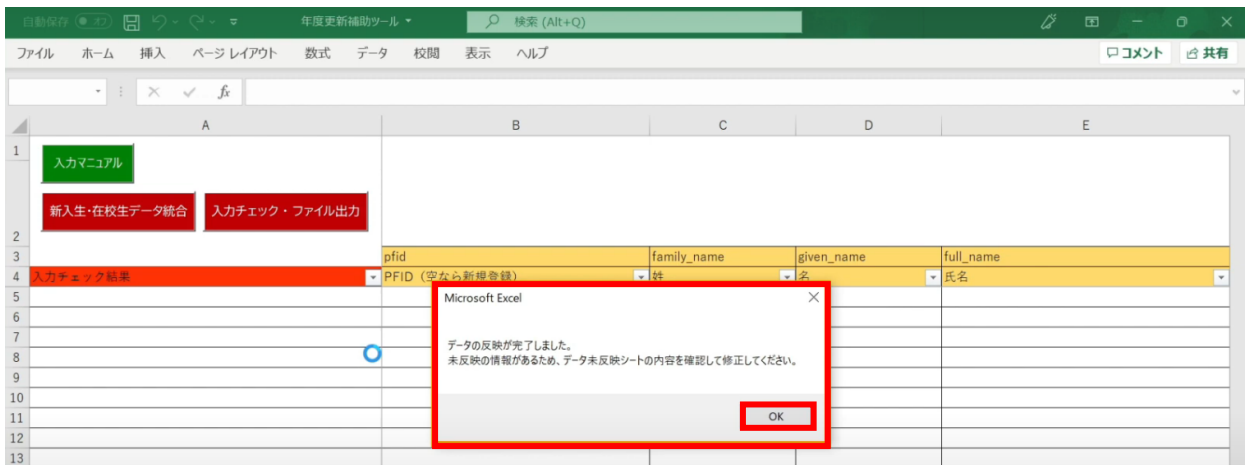 自動保存 オフ 年度更新補助ツール 検索 (Alt+Q)
ファイル ホーム 挿入 ページ レイアウト 数式 データ 校閲 表示 ヘルプ コメント 共有
fx
A B C D E
1
入力マニュアル
新入生・在校生データ統合 入力チェック・ファイル出力
2
3 pfid family_name given_name full_name
4 入力チェック結果 PFID（空なら新規登録） 姓 名 氏名
5
Microsoft Excel
6
7
データの反映が完了しました。
8
未反映の情報があるため、データ未反映シートの内容を確認して修正してください。
9
10
11
OK
12
13